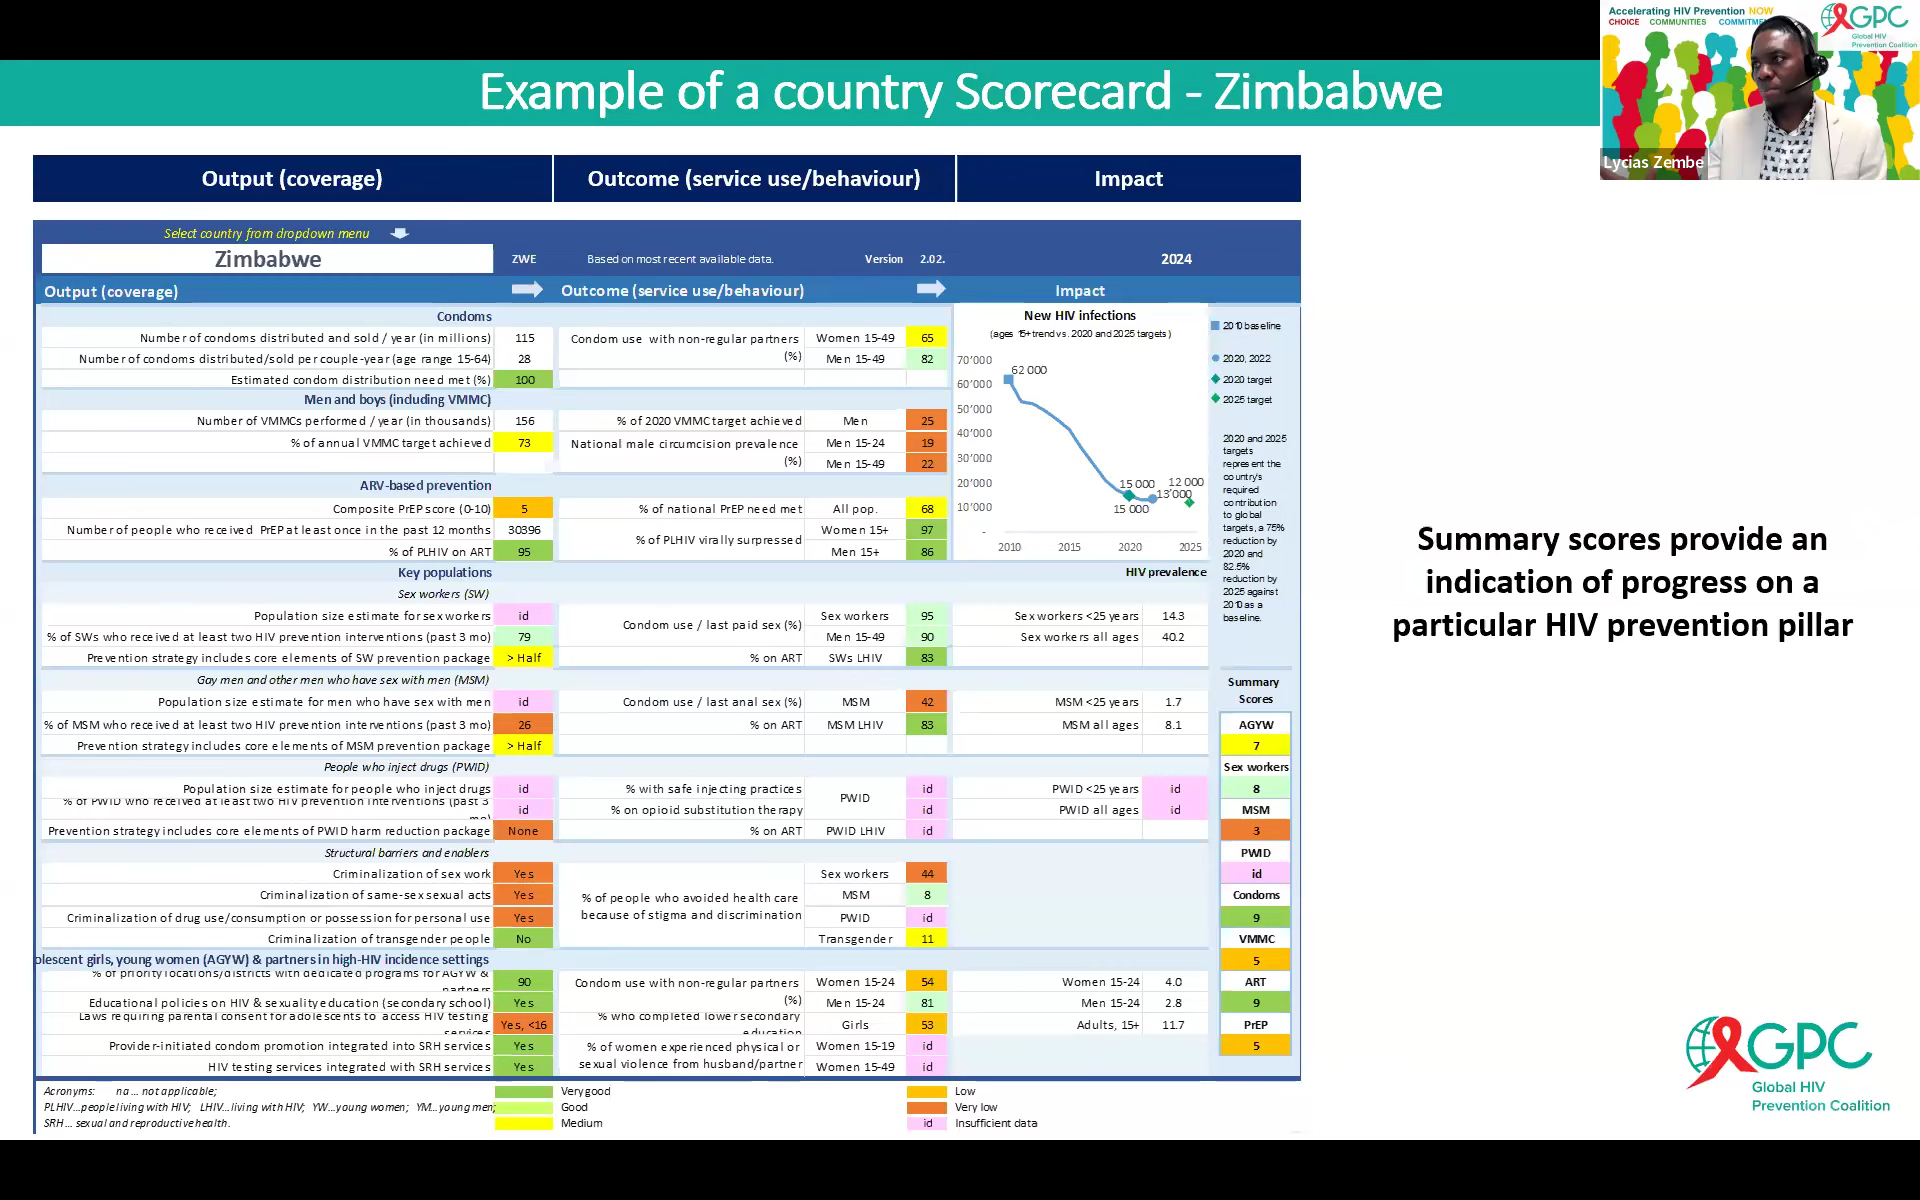 Example of a country Scorecard - Zimbabwe
Accelerating HIV Prevention NOW
CHOICE COMMUNITIES
GPC
Global HIV
Prevention Coalition
Lycias Zembe
Output (coverage) Outcome (service use/behaviour) Impact
Select country from dropdown menu
Zimbabwe ZWE Based on most recent available data. Version 2.02. 2024
Output (coverage) Outcome (service use/behaviour) Impact
Condoms
Number of condoms distributed and sold / year (in millions) 115 Condom use with non-regular partners Women 15-49 65
Number of condoms distributed/sold per couple-year (age range 15-64) 28 (%) Men 15-49 82
Estimated condom distribution need met (%) 100
Men and boys (including VMMC)
Number of VMMCs performed / year (in thousands) 156 % of 2020 VMMC target achieved Men 25
% of annual VMMC target achieved 73 National male circumcision prevalence Men 15-24 19
(%) Men 15-49 22
ARV-based prevention
Composite PrEP score (0-10) 5 % of national PrEP need met All pop. 68
Number of people who received PrEP at least once in the past 12 months 30396 % of PLHIV virally surpressed Women 15+ 97
% of PLHIV on ART 95 Men 15+ 86
New HIV infections
(ages 15+ trend vs. 2020 and 2025 targets)
70'000
60'000
50'000
40'000
30'000
20'000
10'000
-
62 000
15 000
12 000
13'000
15 000
2010 2015 2020 2025
2010 baseline
2020, 2022
2020 target
2025 target
2020 and 2025
targets
represent the
country's
required
contribution
to global
targets, a 75%
reduction by
2020 and
82.5%
reduction by
2025 against
2010 as a
baseline.
Key populations HIV prevalence
Sex workers (SW)
Population size estimate for sex workers id Condom use / last paid sex (%) Sex workers 95 Sex workers <25 years 14.3
% of SWs who received at least two HIV prevention interventions (past 3 mo) 79 Men 15-49 90 Sex workers all ages 40.2
Prevention strategy includes core elements of SW prevention package > Half % on ART SWs LHIV 83
Gay men and other men who have sex with men (MSM)
Population size estimate for men who have sex with men id Condom use / last anal sex (%) MSM 42 MSM <25 years 1.7
% of MSM who received at least two HIV prevention interventions (past 3 mo) 26 % on ART MSM LHIV 83 MSM all ages 8.1
Prevention strategy includes core elements of MSM prevention package > Half
People who inject drugs (PWID)
Population size estimate for people who inject drugs id % with safe injecting practices PWID id PWID <25 years id
% of PWID who received at least two HIV prevention interventions (past 3 mo) id % on opioid substitution therapy id PWID all ages id
Prevention strategy includes core elements of PWID harm reduction package None % on ART PWID LHIV id
Structural barriers and enablers
Criminalization of sex work Yes Sex workers 44
Criminalization of same-sex sexual acts Yes % of people who avoided health care MSM 8
Criminalization of drug use/consumption or possession for personal use Yes because of stigma and discrimination PWID id
Criminalization of transgender people No Transgender 11
olescent girls, young women (AGYW) & partners in high-HIV incidence settings
% of priority locations/districts with dedicated programs for AGYW & partners 90 Condom use with non-regular partners Women 15-24 54 Women 15-24 4.0
Educational policies on HIV & sexuality education (secondary school) Yes (%) Men 15-24 81 Men 15-24 2.8
Laws requiring parental consent for adolescents to access HIV testing services Yes, <16 % who completed lower secondary education Girls 53 Adults, 15+ 11.7
Provider-initiated condom promotion integrated into SRH services Yes % of women experienced physical or Women 15-19 id
HIV testing services integrated with SRH services Yes sexual violence from husband/partner Women 15-49 id
Summary
Scores
AGYW
7
Sex workers
8
MSM
3
PWID
id
Condoms
9
VMMC
5
ART
9
PrEP
5
Acronyms: na... not applicable; Very good Low
PLHIV...people living with HIV; LHIV...living with HIV; YW...young women; YM...young men; Good Very low
SRH... sexual and reproductive health. Medium id Insufficient data
Summary scores provide an
indication of progress on a
particular HIV prevention pillar
GPC
Global HIV
Prevention Coalition